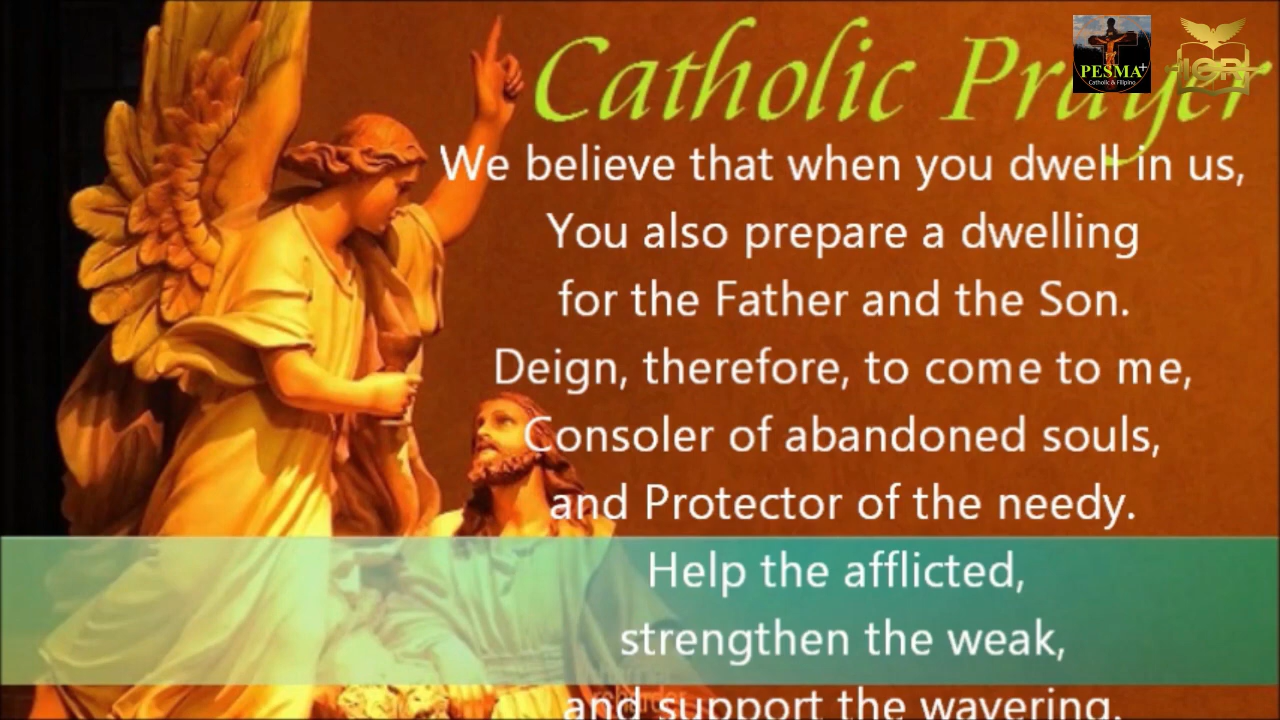 Catholic Prayer
PESMA+
Catholic & Filipino
We believe that when you dwell in us,
You also prepare a dwelling
for the Father and the Son.
Deign, therefore, to come to me,
Consoler of abandoned souls,
and Protector of the needy.
Help the afflicted,
strengthen the weak,
and support the wavering.